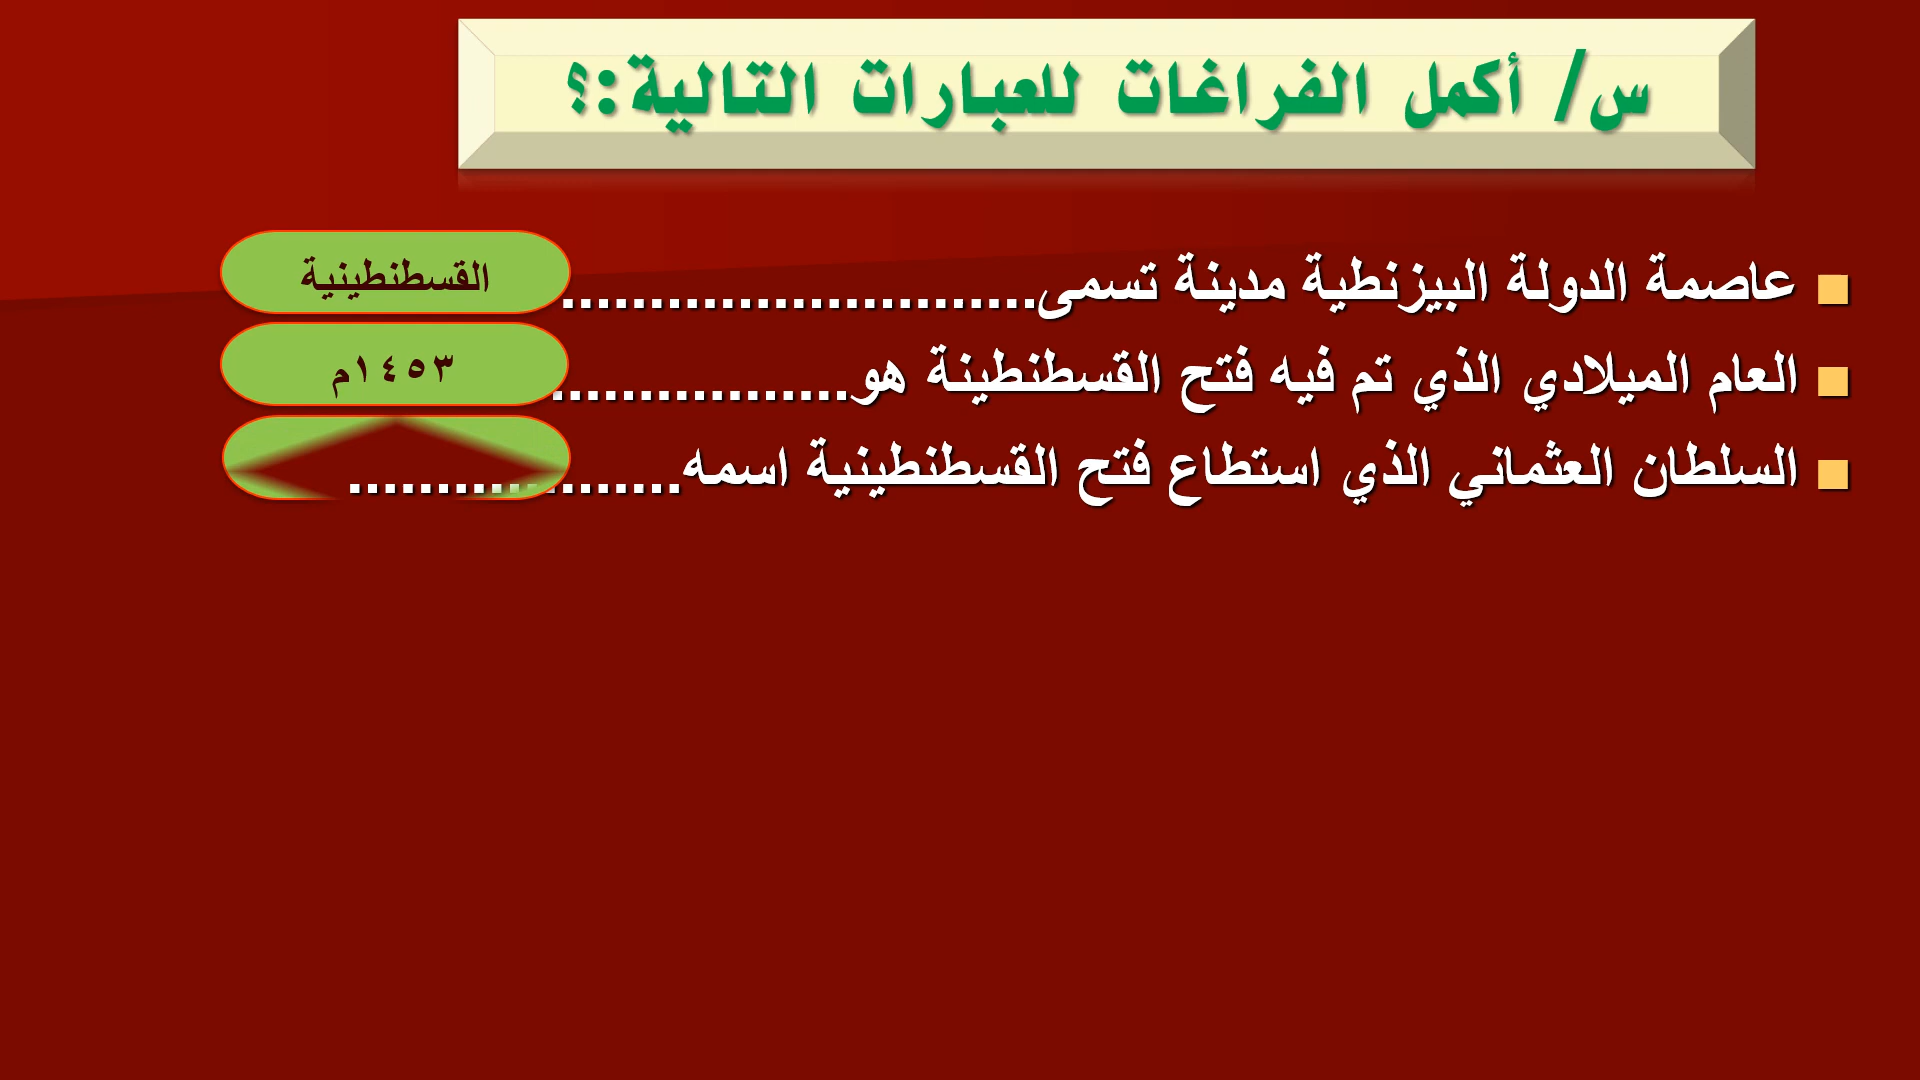 س/ أكمل الفراغات للعبارات التالية:؟
عاصمة الدولة البيزنطية مدينة تسمى........................... القسطنطينية
العام الميلادي الذي تم فيه فتح القسطنطينة هو................. ١٤٥٣م
السلطان العثماني الذي استطاع فتح القسطنطينية اسمه...................